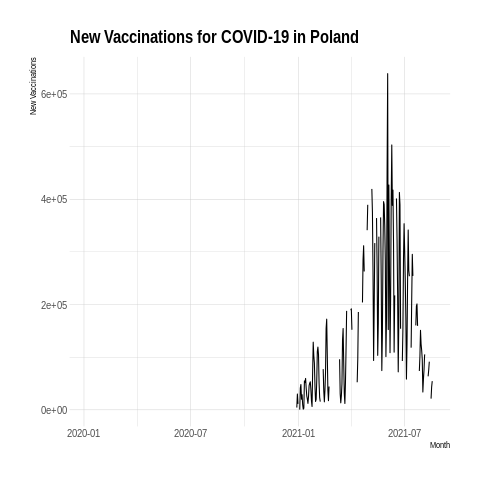 New Vaccinations for COVID-19 in Poland
New Vaccinations
6e+05
4e+05
2e+05
0e+00
2020-01 2020-07 2021-01 2021-07
Month